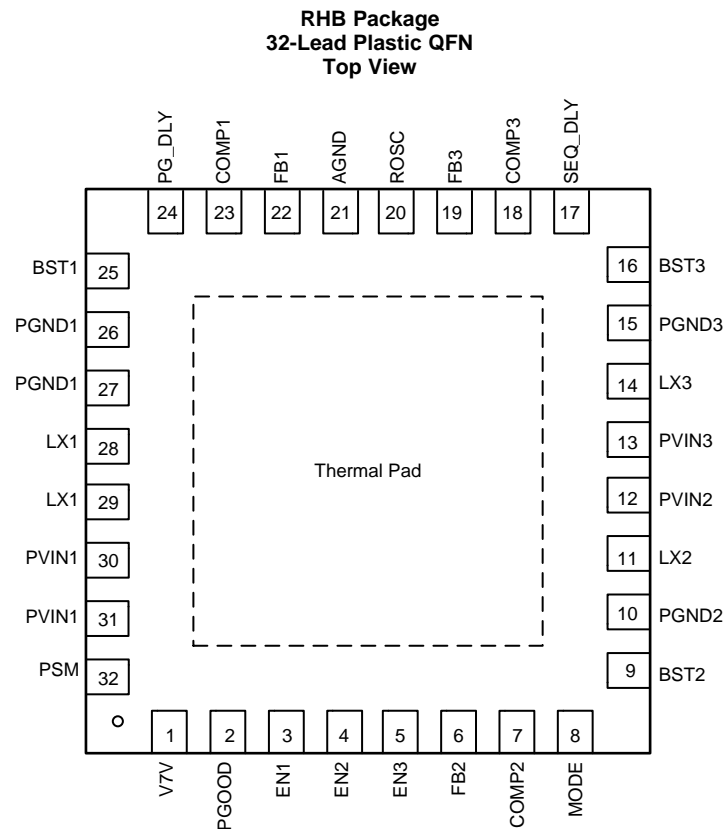 RHB Package
32-Lead Plastic QFN
Top View
PG_DLY
COMP1
FB1
AGND
ROSC
FB3
COMP3
SEQ_DLY
24 23 22 21 20 19 18 17
BST1 25
PGND1 26
PGND1 27
LX1 28
LX1 29
PVIN1 30
PVIN1 31
PSM 32
Thermal Pad
16 BST3
15 PGND3
14 LX3
13 PVIN3
12 PVIN2
11 LX2
10 PGND2
9 BST2
1 2 3 4 5 6 7 8
V7V
PGOOD
EN1
EN2
EN3
FB2
COMP2
MODE